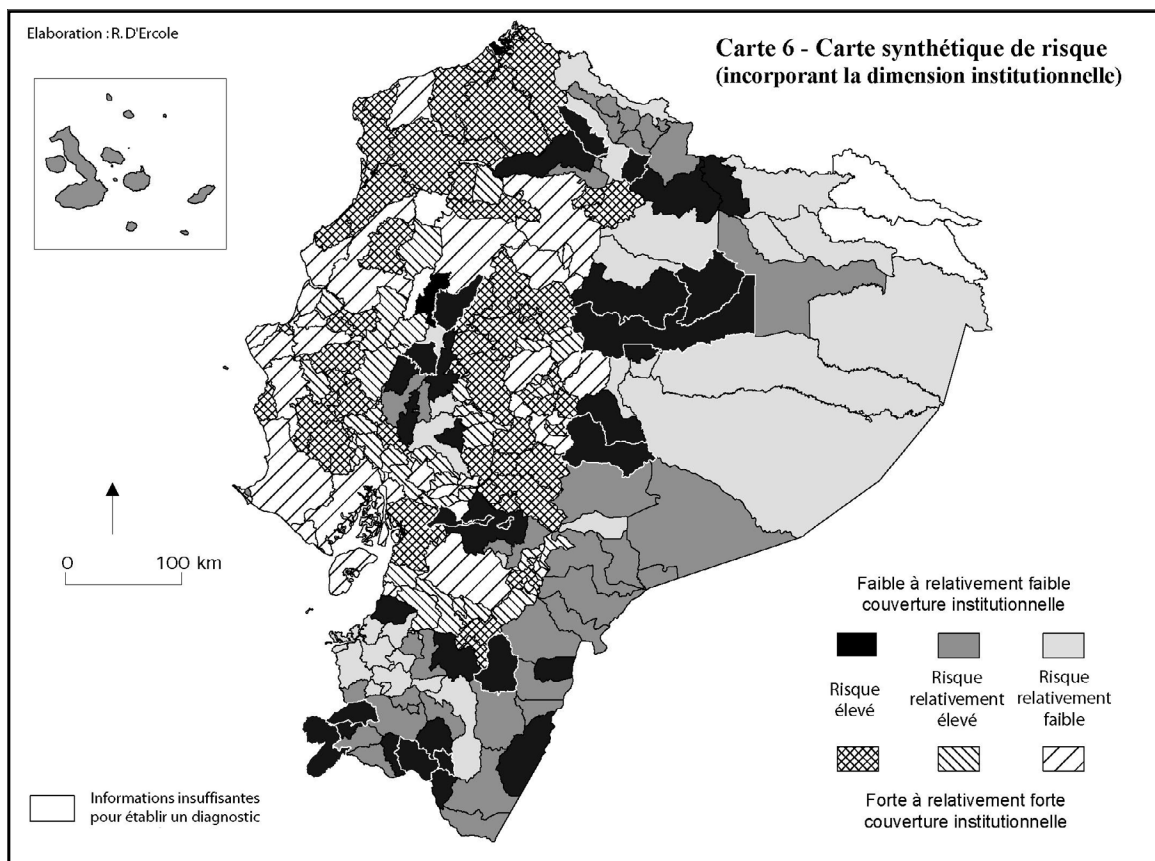 Elaboration : R. D'Ercole
Carte 6 - Carte synthétique de risque
(incorporant la dimension institutionnelle)
0 100 km
Faible à relativement faible
couverture institutionnelle
Risque
élevé
Risque
relativement
élevé
Risque
relativement
faible
Forte à relativement forte
couverture institutionnelle
Informations insuffisantes
pour établir un diagnostic